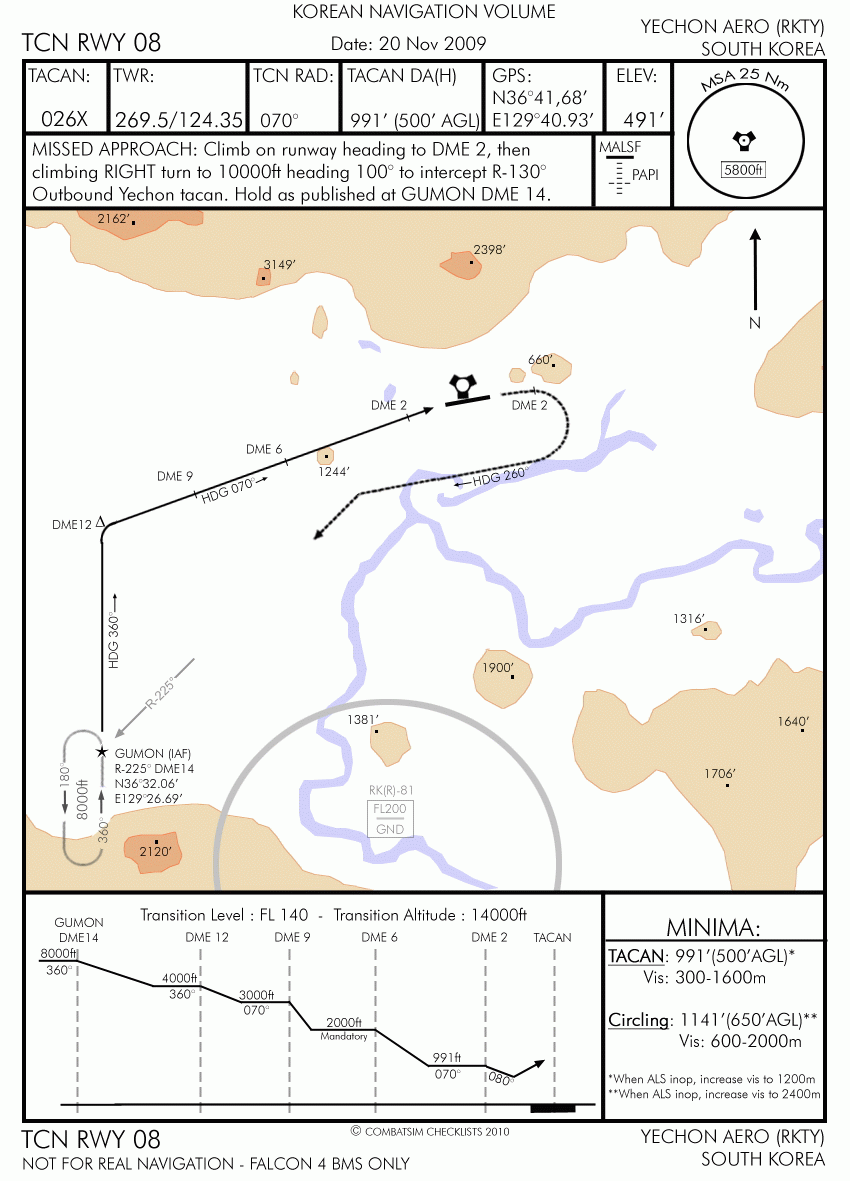 KOREAN NAVIGATION VOLUME
TCN RWY 08
Date: 20 Nov 2009
YECHON AERO (RKTY)
SOUTH KOREA
TACAN:
026X
TWR:
269.5/124.35
TCN RAD:
070°
TACAN DA(H)
991’ (500’ AGL)
GPS:
N36°41,68’
E129°40.93’
ELEV:
491’
MSA 25 Nm
5800ft
MISSED APPROACH: Climb on runway heading to DME 2, then
climbing RIGHT turn to 10000ft heading 100° to intercept R-130°
Outbound Yechon tacan. Hold as published at GUMON DME 14.
MALSF
PAPI
2162’
3149’
2398’
N
660’
DME 2
DME 2
DME 6
1244’
DME 9
HDG 070°
HDG 260°
DME12
HDG 360°
1316’
R-225°
1900’
1381’
1640’
GUMON (IAF)
R-225° DME14
N36°32.06’
E129°26.69’
180°
8000ft
360°
1706’
RK(R)-81
FL200
GND
2120’
Transition Level : FL 140 - Transition Altitude : 14000ft
GUMON
DME14
DME 12
DME 9
DME 6
DME 2
TACAN
8000ft
360°
4000ft
360°
3000ft
070°
2000ft
Mandatory
991ft
070°
080°
MINIMA:
TACAN: 991’(500’AGL)*
Vis: 300-1600m
Circling: 1141’(650’AGL)**
Vis: 600-2000m
*When ALS inop, increase vis to 1200m
**When ALS inop, increase vis to 2400m
TCN RWY 08
© COMBATSIM CHECKLISTS 2010
YECHON AERO (RKTY)
NOT FOR REAL NAVIGATION - FALCON 4 BMS ONLY
SOUTH KOREA